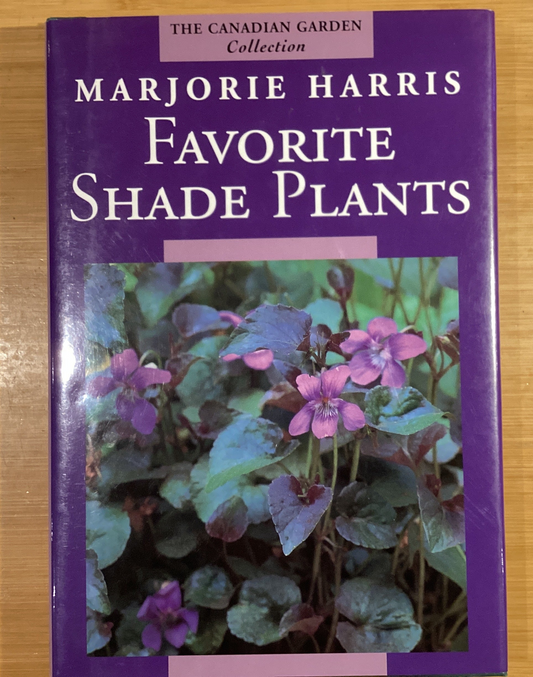 THE CANADIAN GARDEN
Collection
MARJORIE HARRIS
FAVORITE
SHADE PLANTS